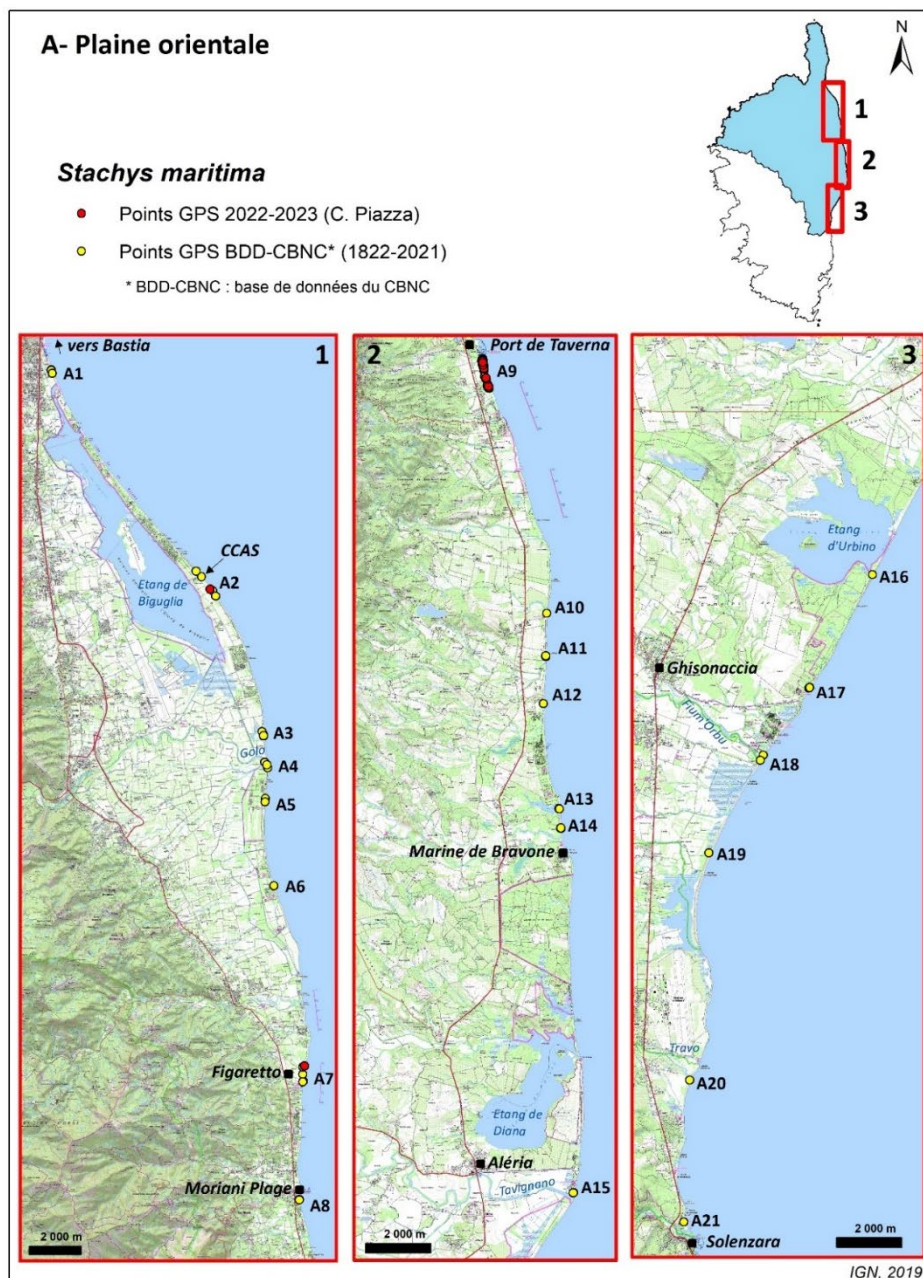 A- Plaine orientale
N
1
2
3
Stachys maritima
Points GPS 2022-2023 (C. Piazza)
Points GPS BDD-CBNC* (1822-2021)
* BDD-CBNC : base de données du CBNC
1
vers Bastia
A1
CCAS
A2
Etang de
Biguglia
A3
Golo
A4
A5
A6
Figaretto
A7
Moriani Plage
A8
2 000 m
2
Port de Taverna
A9
A10
A11
A12
A13
A14
Marine de Bravone
Etang de
Diana
Aléria
Tavignano
A15
2 000 m
3
Etang
d'Urbino
A16
Ghisonaccia
A17
Fium'Orbu
A18
A19
Travo
A20
A21
Solenzara
2 000 m
IGN, 2019